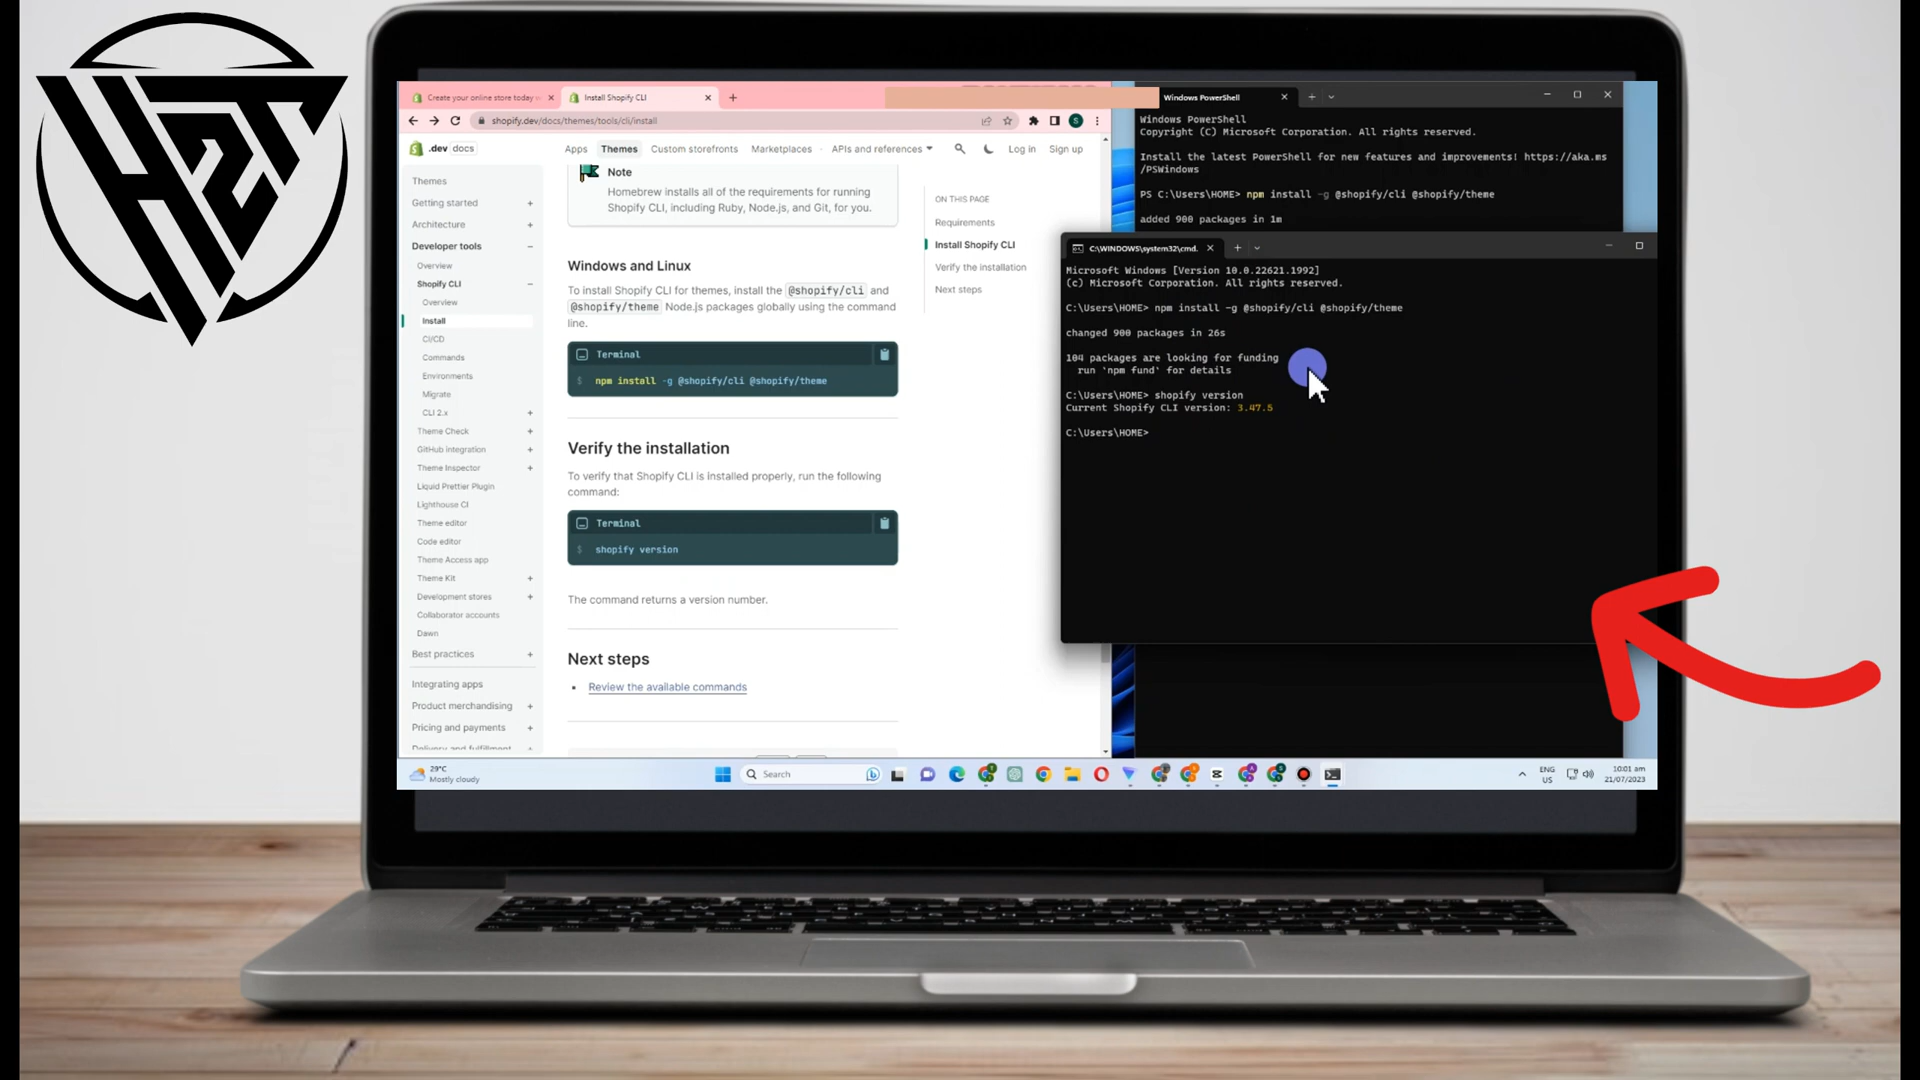 H2T
Create your online store today
Install Shopify CLI
shopify.dev/docs/themes/tools/cli/install
S
.dev docs
Apps
Themes
Custom storefronts
Marketplaces
APIs and references
Log in
Sign up
Themes
Getting started +
Architecture +
Developer tools −
Overview
Shopify CLI −
Overview
Install
CI/CD
Commands
Environments
Migrate
CLI 2.x +
Theme Check +
GitHub integration +
Theme Inspector +
Liquid Prettier Plugin
Lighthouse CI
Theme editor
Code editor
Theme Access app
Theme Kit +
Development stores +
Collaborator accounts
Dawn
Best practices +
Integrating apps
Product merchandising +
Pricing and payments +
Delivery and fulfillment
Note
Homebrew installs all of the requirements for running
Shopify CLI, including Ruby, Node.js, and Git, for you.
Windows and Linux
To install Shopify CLI for themes, install the @shopify/cli and
@shopify/theme Node.js packages globally using the command
line.
Terminal
$ npm install -g @shopify/cli @shopify/theme
Verify the installation
To verify that Shopify CLI is installed properly, run the following
command:
Terminal
$ shopify version
The command returns a version number.
Next steps
• Review the available commands
ON THIS PAGE
Requirements
Install Shopify CLI
Verify the installation
Next steps
Windows PowerShell
Windows PowerShell
Copyright (C) Microsoft Corporation. All rights reserved.
Install the latest PowerShell for new features and improvements! https://aka.ms
/PSWindows
PS C:\Users\HOME> npm install -g @shopify/cli @shopify/theme
added 900 packages in 1m
C:\WINDOWS\system32\cmd.
Microsoft Windows [Version 10.0.22621.1992]
(c) Microsoft Corporation. All rights reserved.
C:\Users\HOME> npm install -g @shopify/cli @shopify/theme
changed 900 packages in 26s
104 packages are looking for funding
run `npm fund` for details
C:\Users\HOME> shopify version
Current Shopify CLI version: 3.47.5
C:\Users\HOME>
29°C
Mostly cloudy
Search
ENG
US
10:01 am
21/07/2023